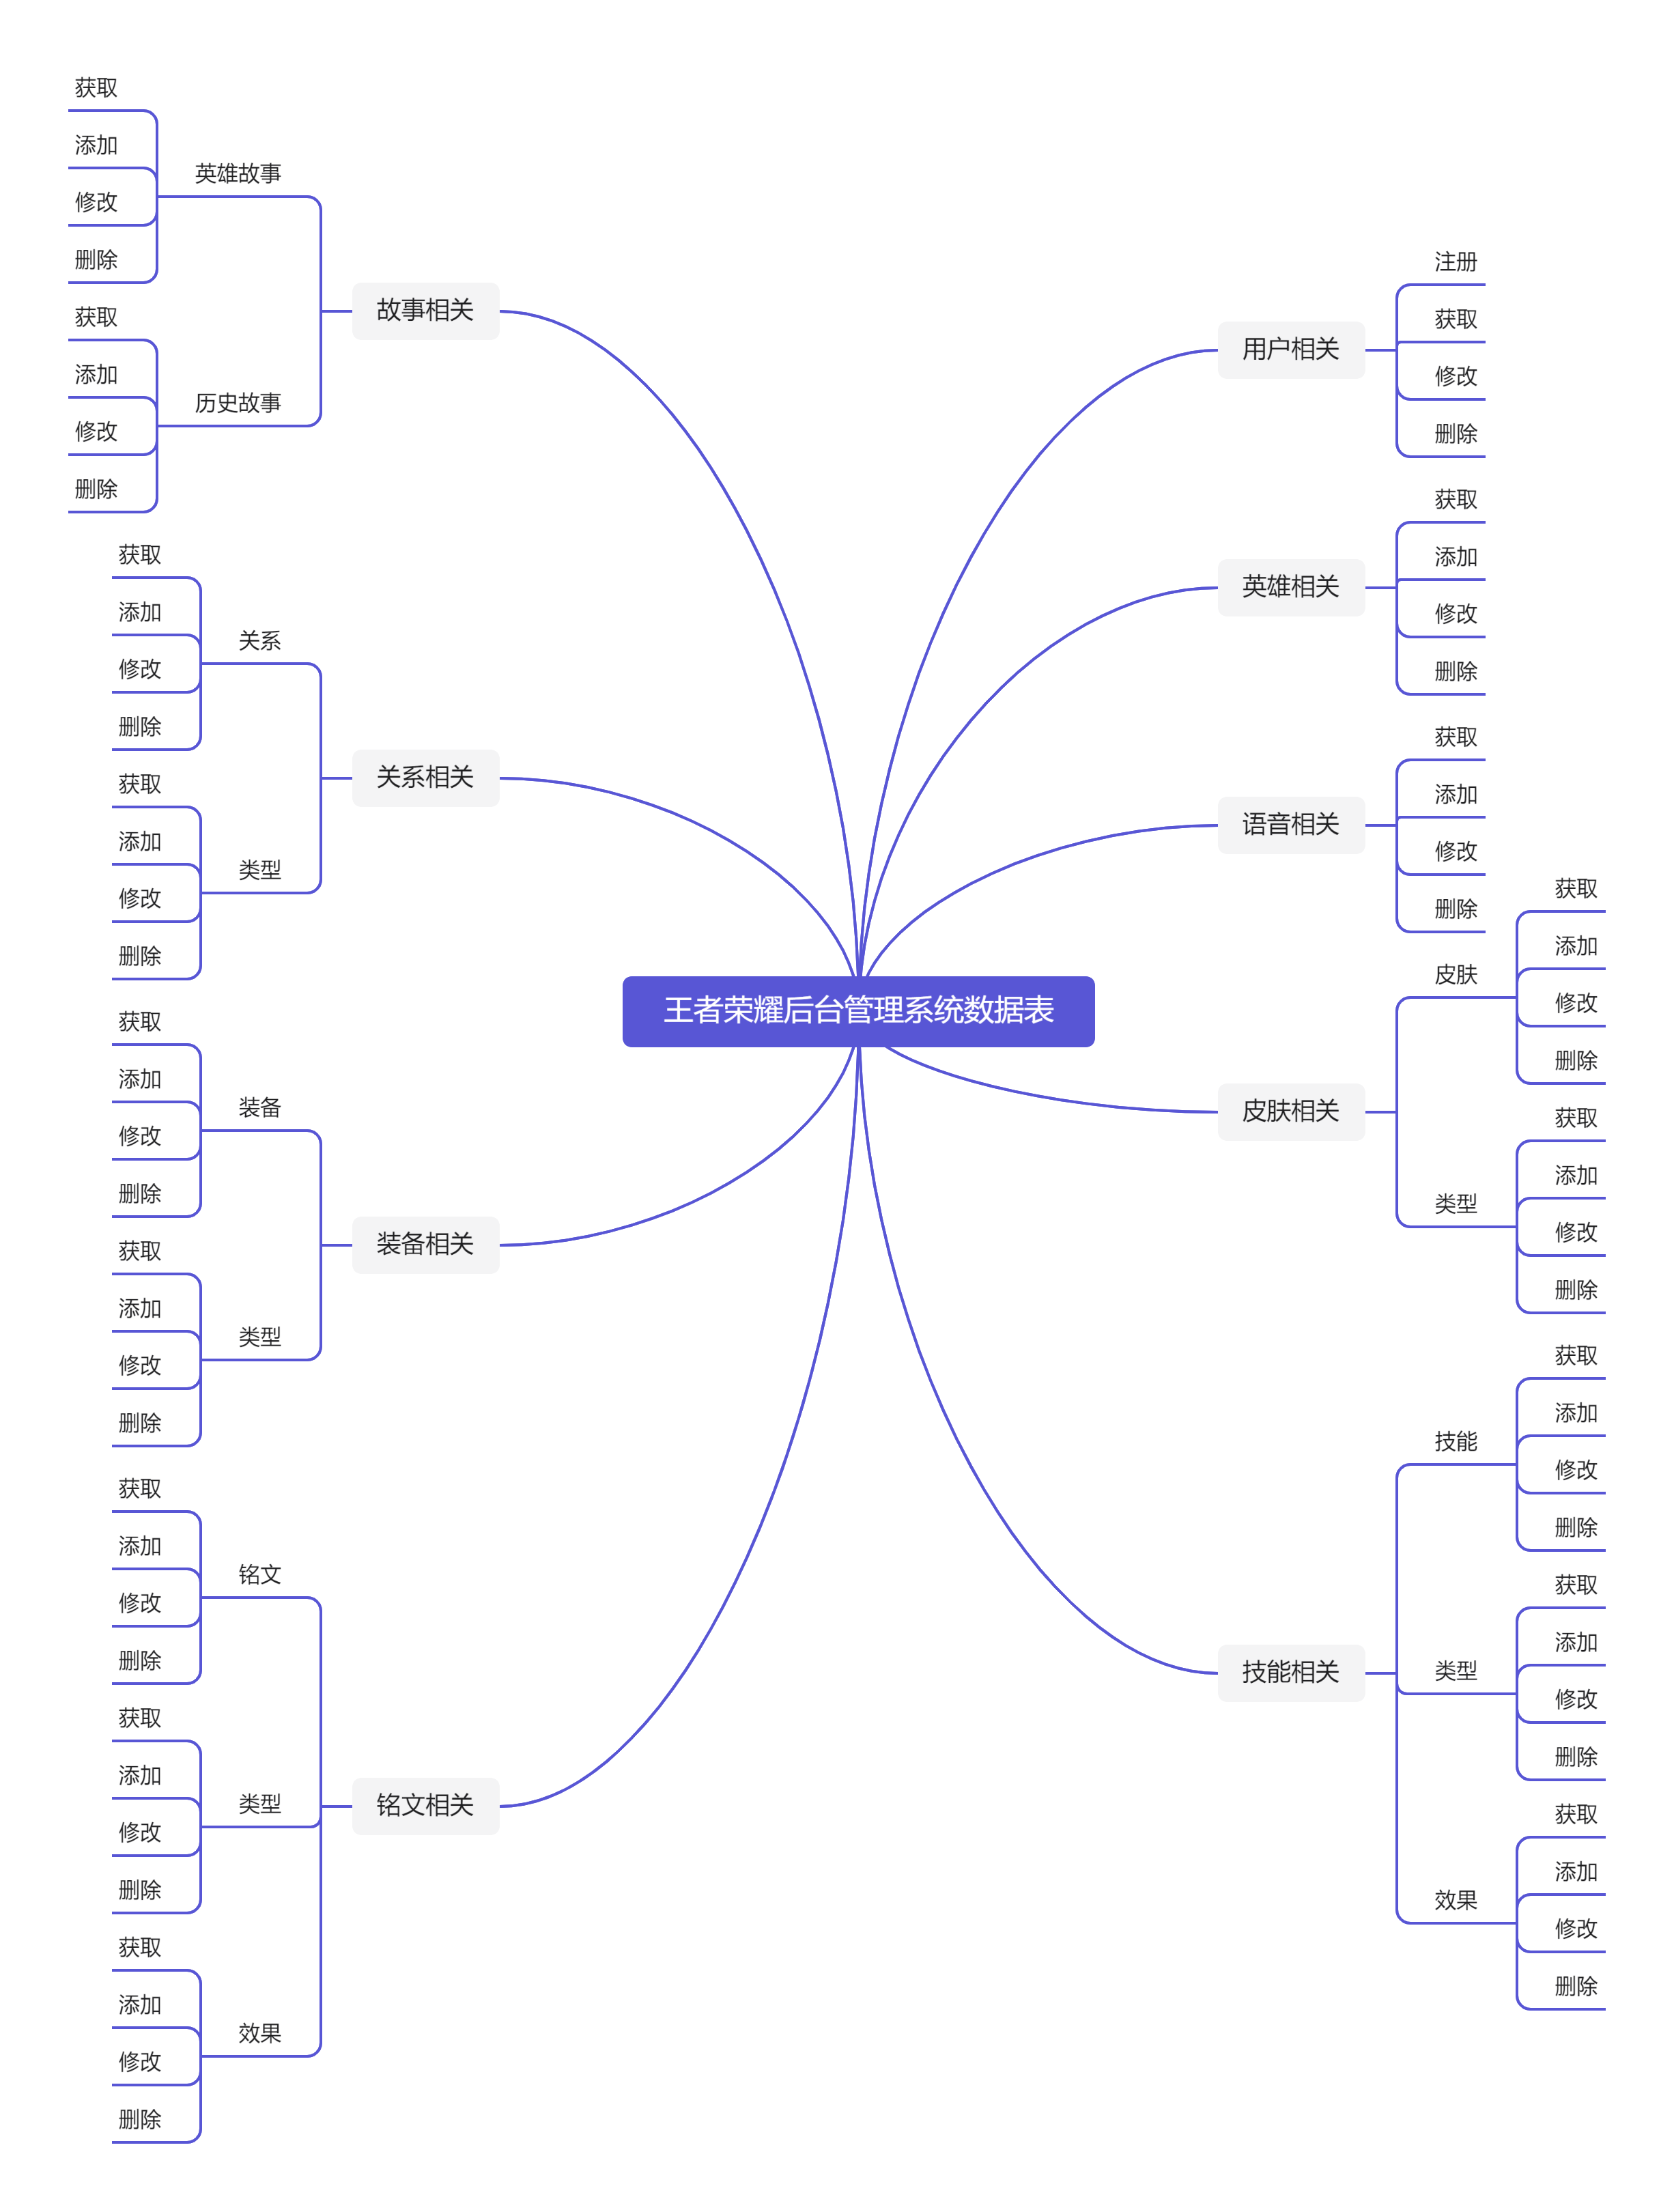 王者荣耀后台管理系统数据表
用户相关
注册
获取
修改
删除
英雄相关
获取
添加
修改
删除
语音相关
获取
添加
修改
删除
皮肤相关
皮肤
获取
添加
修改
删除
类型
获取
添加
修改
删除
技能相关
技能
获取
添加
修改
删除
类型
获取
添加
修改
删除
效果
获取
添加
修改
删除
故事相关
英雄故事
获取
添加
修改
删除
历史故事
获取
添加
修改
删除
关系相关
关系
获取
添加
修改
删除
类型
获取
添加
修改
删除
装备相关
装备
获取
添加
修改
删除
类型
获取
添加
修改
删除
铭文相关
铭文
获取
添加
修改
删除
类型
获取
添加
修改
删除
效果
获取
添加
修改
删除